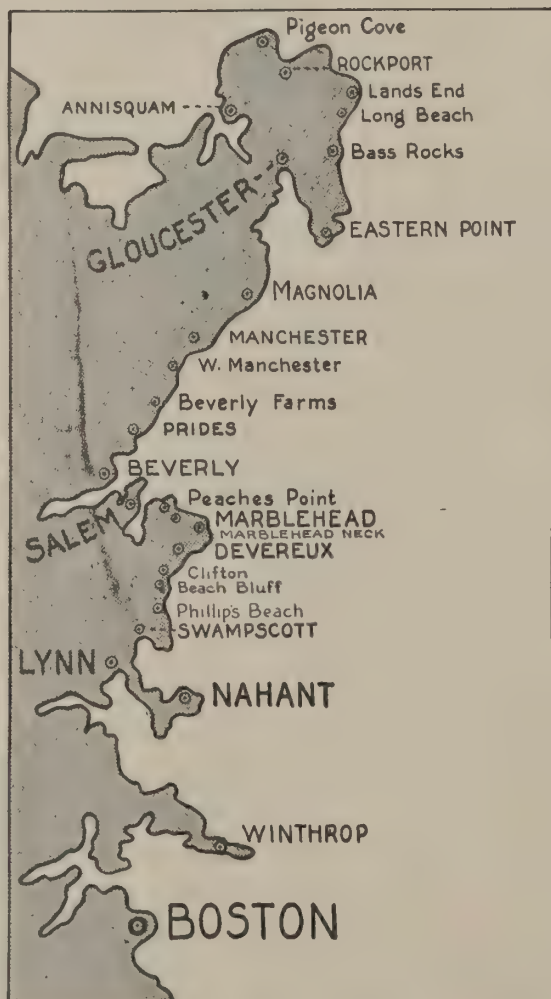 Pigeon Cove
ROCKPORT
Lands End
ANNISQUAM
Long Beach
Bass Rocks
GLOUCESTER
EASTERN POINT
MAGNOLIA
MANCHESTER
W. Manchester
Beverly Farms
PRIDES
BEVERLY
Peaches Point
SALEM
MARBLEHEAD
MARBLEHEAD NECK
DEVEREUX
Clifton
Beach Bluff
Phillip's Beach
SWAMPSCOTT
LYNN
NAHANT
WINTHROP
BOSTON